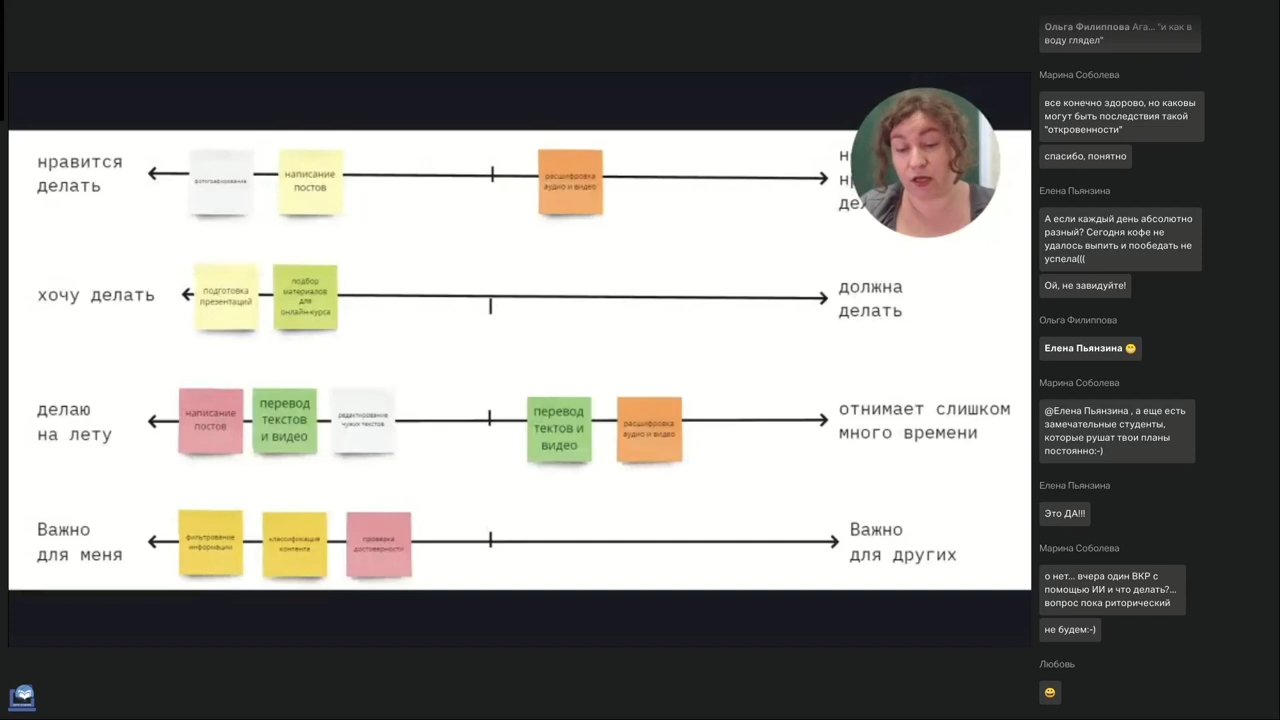 нравится
делать
фотографирование
написание
постов
расшифровка
аудио и видео
хочу делать
подготовка
презентаций
подбор
материалов
для
онлайн-курса
должна
делать
делаю
на лету
написание
постов
перевод
текстов
и видео
редактирование
чужих текстов
перевод
тектов и
видео
расшифровка
аудио и видео
отнимает слишком
много времени
Важно
для меня
фильтрование
информации
классификация
контента
проверка
достоверности
Важно
для других
Ольга Филиппова Ага... "и как в
воду глядел"
Марина Соболева
все конечно здорово, но каковы
могут быть последствия такой
"откровенности"
спасибо, понятно
Елена Пьянзина
А если каждый день абсолютно
разный? Сегодня кофе не
удалось выпить и пообедать не
успела(((
Ой, не завидуйте!
Ольга Филиппова
Елена Пьянзина 😁
Марина Соболева
@Елена Пьянзина , а еще есть
замечательные студенты,
которые рушат твои планы
постоянно:-)
Елена Пьянзина
Это ДА!!!
Марина Соболева
о нет... вчера один ВКР с
помощью ИИ и что делать?...
вопрос пока риторический
не будем:-)
Любовь
😀